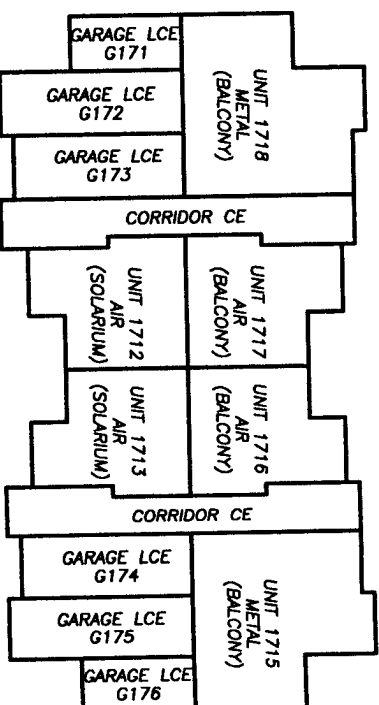 GARAGE LCE
G171
GARAGE LCE
G172
GARAGE LCE
G173
UNIT 1718
METAL
(BALCONY)
CORRIDOR CE
UNIT 1712
AIR
(SOLARIUM)
UNIT 1717
AIR
(BALCONY)
UNIT 1713
AIR
(SOLARIUM)
UNIT 1716
AIR
(BALCONY)
CORRIDOR CE
GARAGE LCE
G174
GARAGE LCE
G175
GARAGE LCE
G176
UNIT 1715
METAL
(BALCONY)